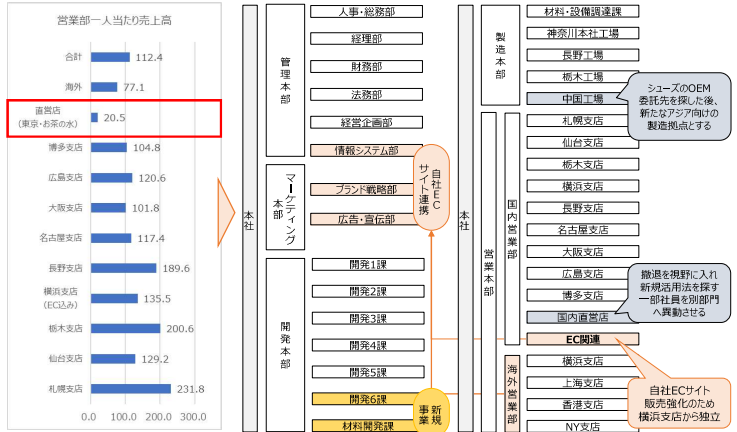 営業部一人当たり売上高
合計
112.4
海外
77.1
直営店
（東京・お茶の水）
20.5
博多支店
104.8
広島支店
120.6
大阪支店
101.8
名古屋支店
117.4
長野支店
189.6
横浜支店
（EC込み）
135.5
栃木支店
200.6
仙台支店
129.2
札幌支店
231.8
0.0 100.0 200.0 300.0
本社
管理本部
人事・総務部
経理部
財務部
法務部
経営企画部
情報システム部
マーケティング
本部
ブランド戦略部
広告・宣伝部
自社EC
サイト連携
開発本部
開発1課
開発2課
開発3課
開発4課
開発5課
開発6課
材料開発課
新規
事業
本社
製造本部
材料・設備調達課
神奈川本社工場
長野工場
栃木工場
中国工場
シューズのOEM
委託先を探した後、
新たなアジア向けの
製造拠点とする
営業本部
国内営業部
札幌支店
仙台支店
栃木支店
横浜支店
長野支店
名古屋支店
大阪支店
広島支店
博多支店
国内直営店
EC関連
撤退を視野に入れ
新規活用法を探す
一部社員を別部門
へ異動させる
海外営業部
横浜支店
上海支店
香港支店
NY支店
自社ECサイト
販売強化のため
横浜支店から独立